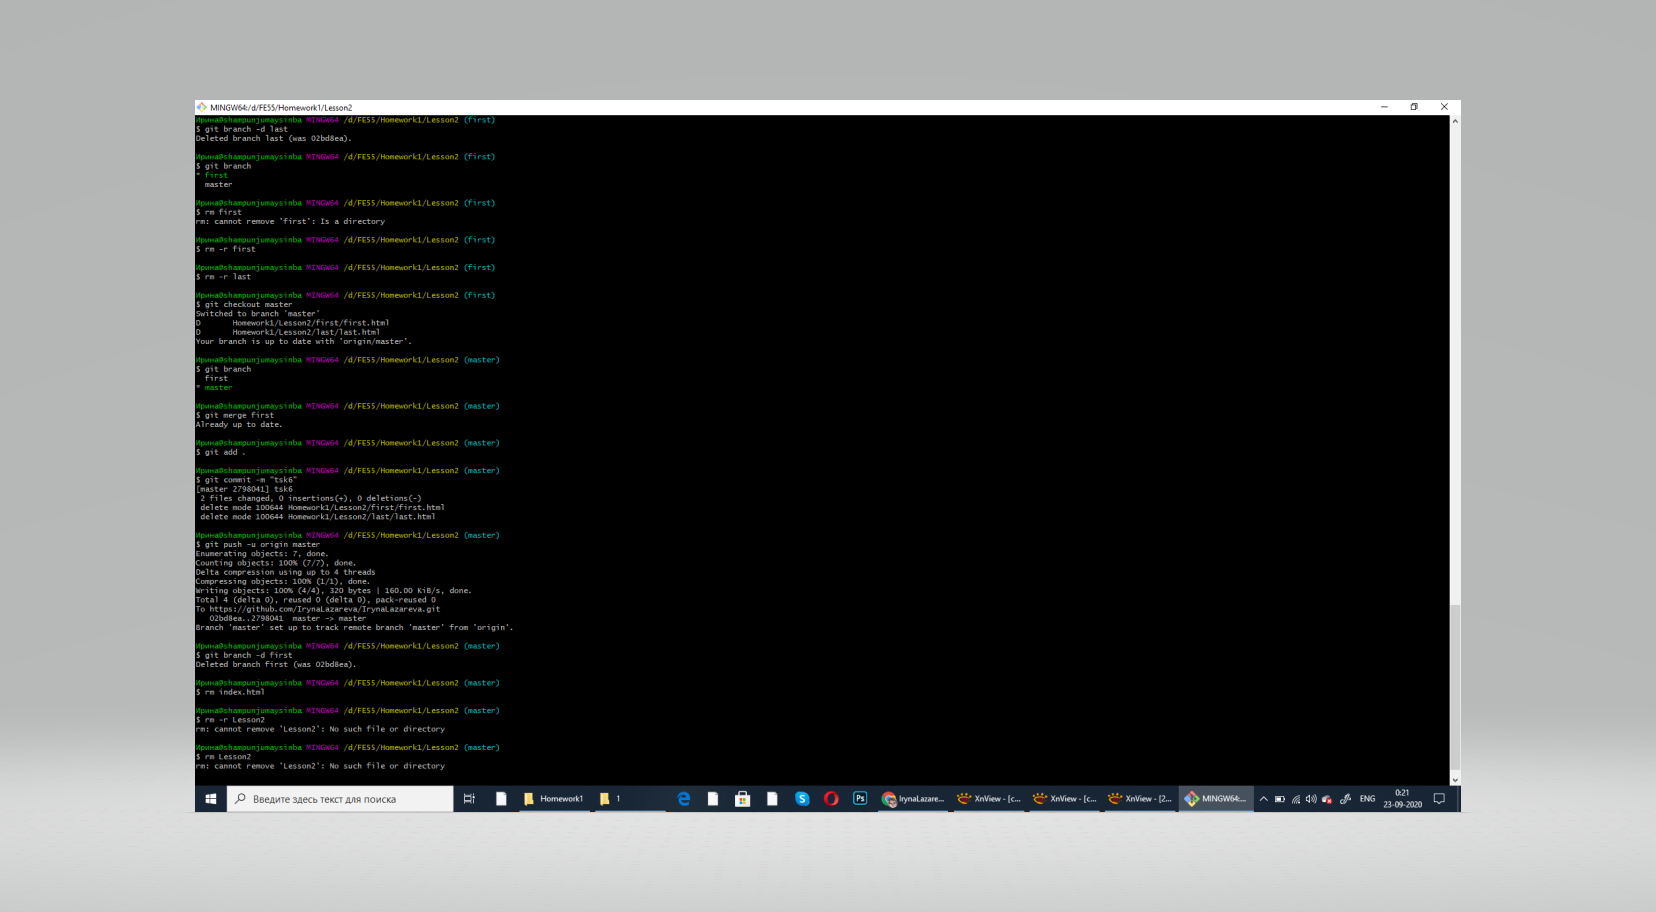 MINGW64:/d/FE55/Homework1/Lesson2
Ирина@shampunjumaysinba MINGW64 /d/FE55/Homework1/Lesson2 (first)
$ git branch -d last
Deleted branch last (was 02bd8ea).
Ирина@shampunjumaysinba MINGW64 /d/FE55/Homework1/Lesson2 (first)
$ git branch
* first
master
Ирина@shampunjumaysinba MINGW64 /d/FE55/Homework1/Lesson2 (first)
$ rm first
rm: cannot remove 'first': Is a directory
Ирина@shampunjumaysinba MINGW64 /d/FE55/Homework1/Lesson2 (first)
$ rm -r first
Ирина@shampunjumaysinba MINGW64 /d/FE55/Homework1/Lesson2 (first)
$ rm -r last
Ирина@shampunjumaysinba MINGW64 /d/FE55/Homework1/Lesson2 (first)
$ git checkout master
Switched to branch 'master'
D Homework1/Lesson2/first/first.html
D Homework1/Lesson2/last/last.html
Your branch is up to date with 'origin/master'.
Ирина@shampunjumaysinba MINGW64 /d/FE55/Homework1/Lesson2 (master)
$ git branch
first
* master
Ирина@shampunjumaysinba MINGW64 /d/FE55/Homework1/Lesson2 (master)
$ git merge first
Already up to date.
Ирина@shampunjumaysinba MINGW64 /d/FE55/Homework1/Lesson2 (master)
$ git add .
Ирина@shampunjumaysinba MINGW64 /d/FE55/Homework1/Lesson2 (master)
$ git commit -m "tsk6"
[master 2798041] tsk6
2 files changed, 0 insertions(+), 0 deletions(-)
delete mode 100644 Homework1/Lesson2/first/first.html
delete mode 100644 Homework1/Lesson2/last/last.html
Ирина@shampunjumaysinba MINGW64 /d/FE55/Homework1/Lesson2 (master)
$ git push -u origin master
Enumerating objects: 7, done.
Counting objects: 100% (7/7), done.
Delta compression using up to 4 threads
Compressing objects: 100% (1/1), done.
Writing objects: 100% (4/4), 320 bytes | 160.00 KiB/s, done.
Total 4 (delta 0), reused 0 (delta 0), pack-reused 0
To https://github.com/IrynaLazareva/IrynaLazareva.git
02bd8ea..2798041 master -> master
Branch 'master' set up to track remote branch 'master' from 'origin'.
Ирина@shampunjumaysinba MINGW64 /d/FE55/Homework1/Lesson2 (master)
$ git branch -d first
Deleted branch first (was 02bd8ea).
Ирина@shampunjumaysinba MINGW64 /d/FE55/Homework1/Lesson2 (master)
$ rm index.html
Ирина@shampunjumaysinba MINGW64 /d/FE55/Homework1/Lesson2 (master)
$ rm -r Lesson2
rm: cannot remove 'Lesson2': No such file or directory
Ирина@shampunjumaysinba MINGW64 /d/FE55/Homework1/Lesson2 (master)
$ rm Lesson2
rm: cannot remove 'Lesson2': No such file or directory
Введите здесь текст для поиска Homework1 1 S Ps IrynaLazare... XnView - [c... XnView - [c... XnView - [2... MINGW64:... ENG 0:21
23-09-2020